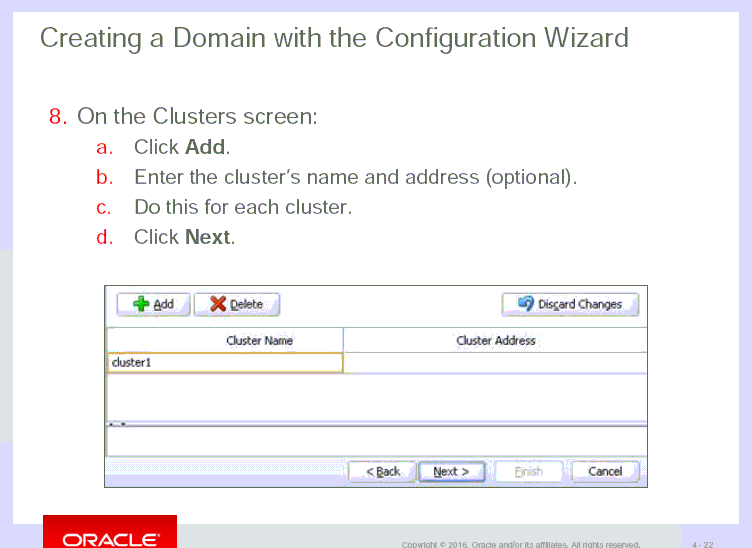 Creating a Domain with the Configuration Wizard
8. On the Clusters screen:
a. Click Add.
b. Enter the cluster's name and address (optional).
c. Do this for each cluster.
d. Click Next.
Add Delete Discard Changes
Cluster Name Cluster Address
cluster1
< Back Next > Finish Cancel
ORACLE®
Copyright © 2016, Oracle and/or its affiliates. All rights reserved. 4 - 22